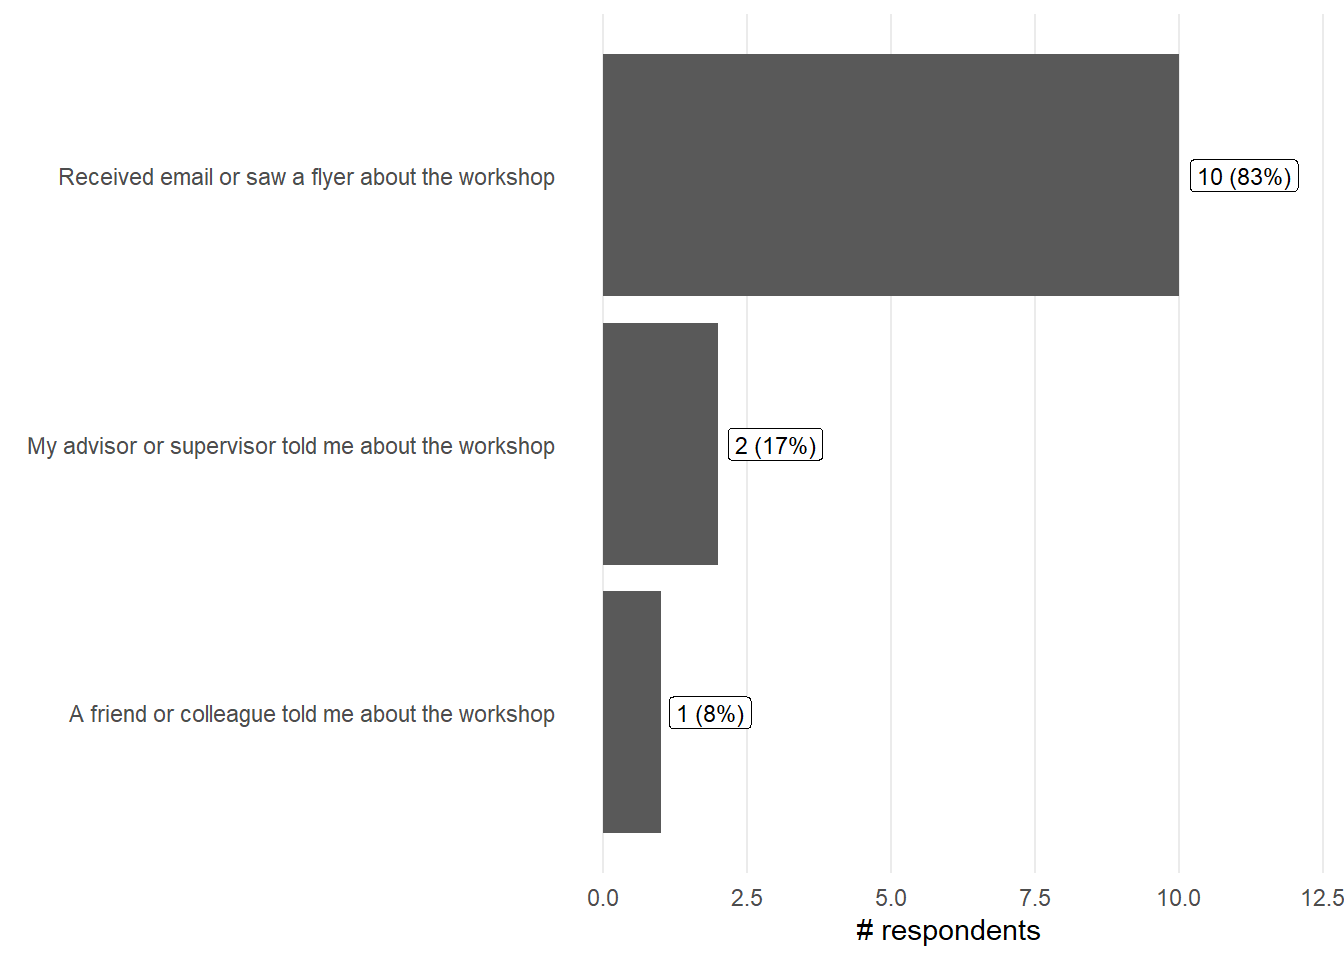 Received email or saw a flyer about the workshop
10 (83%)
My advisor or supervisor told me about the workshop
2 (17%)
A friend or colleague told me about the workshop
1 (8%)
0.0 2.5 5.0 7.5 10.0 12.5
# respondents